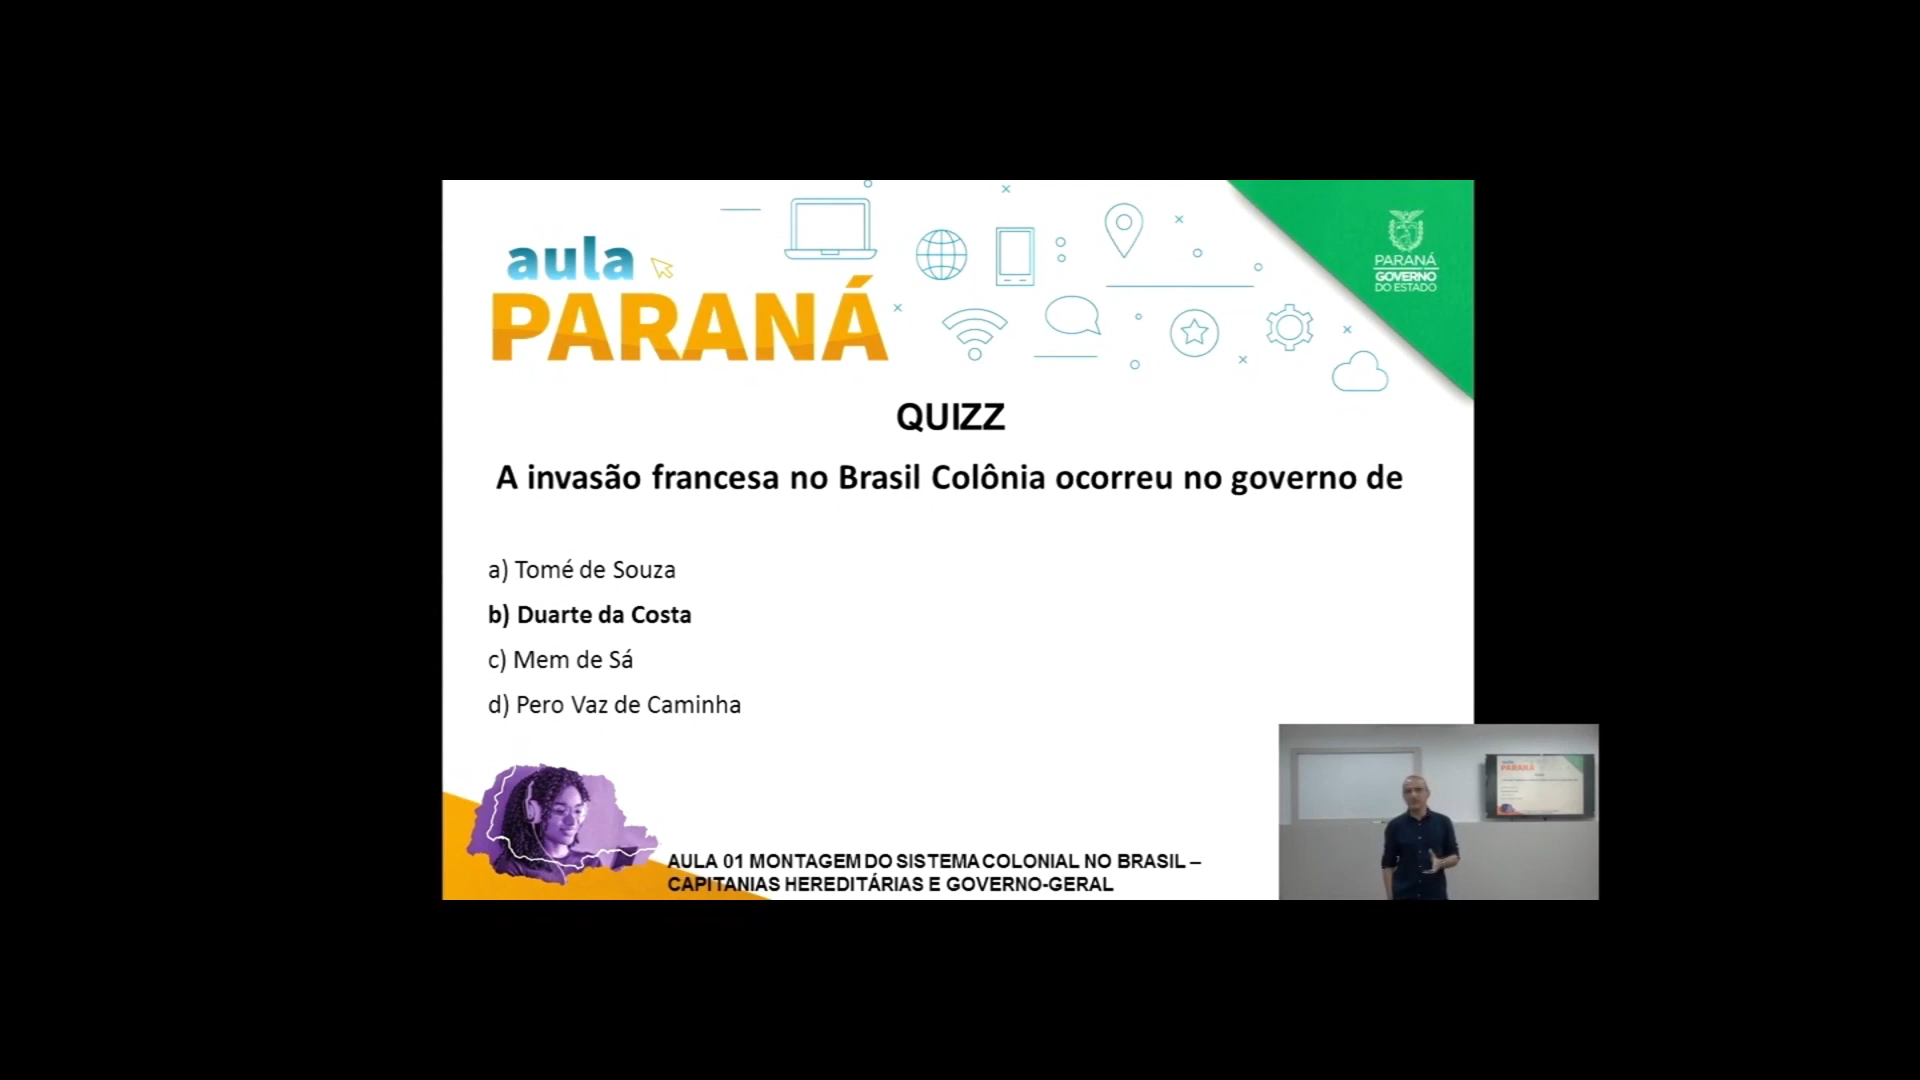 aula
PARANÁ
PARANÁ
GOVERNO
DO ESTADO
QUIZZ
A invasão francesa no Brasil Colônia ocorreu no governo de
a) Tomé de Souza
b) Duarte da Costa
c) Mem de Sá
d) Pero Vaz de Caminha
AULA 01 MONTAGEM DO SISTEMA COLONIAL NO BRASIL –
CAPITANIAS HEREDITÁRIAS E GOVERNO-GERAL
PARANÁ